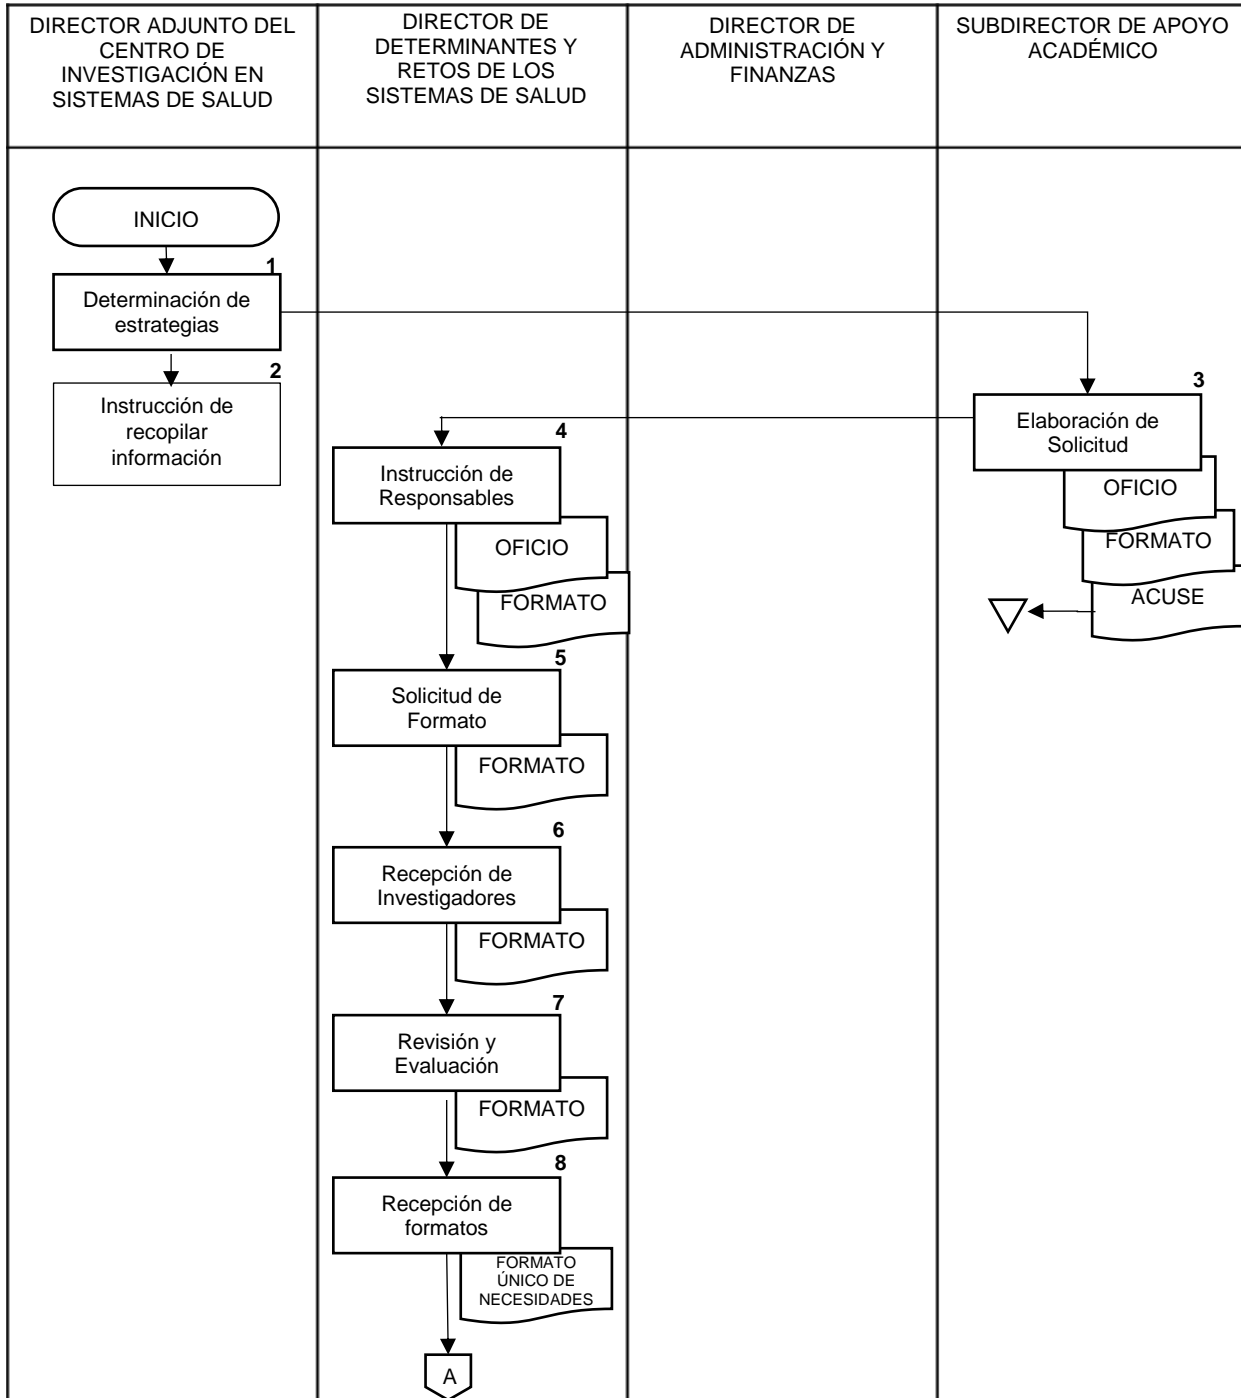 DIRECTOR ADJUNTO DEL
CENTRO DE
INVESTIGACIÓN EN
SISTEMAS DE SALUD
DIRECTOR DE
DETERMINANTES Y
RETOS DE LOS
SISTEMAS DE SALUD
DIRECTOR DE
ADMINISTRACIÓN Y
FINANZAS
SUBDIRECTOR DE APOYO
ACADÉMICO
INICIO
1
Determinación de
estrategias
2
Instrucción de
recopilar
información
3
Elaboración de
Solicitud
OFICIO
FORMATO
ACUSE
4
Instrucción de
Responsables
OFICIO
FORMATO
5
Solicitud de
Formato
FORMATO
6
Recepción de
Investigadores
FORMATO
7
Revisión y
Evaluación
FORMATO
8
Recepción de
formatos
FORMATO
ÚNICO DE
NECESIDADES
A